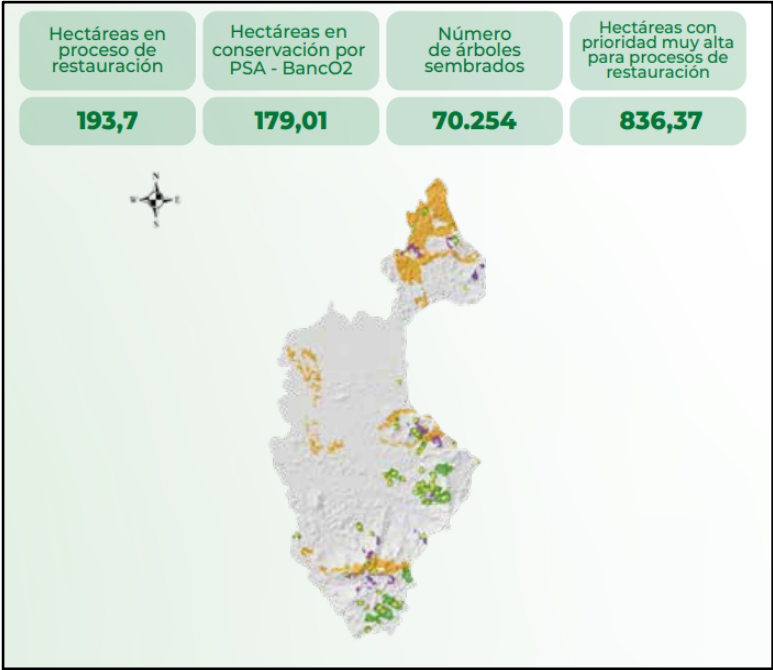 Hectáreas en
proceso de
restauración
Hectáreas en
conservación por
PSA - BancO2
Número
de árboles
sembrados
Hectáreas con
prioridad muy alta
para procesos de
restauración
193,7
179,01
70.254
836,37
N
W E
S